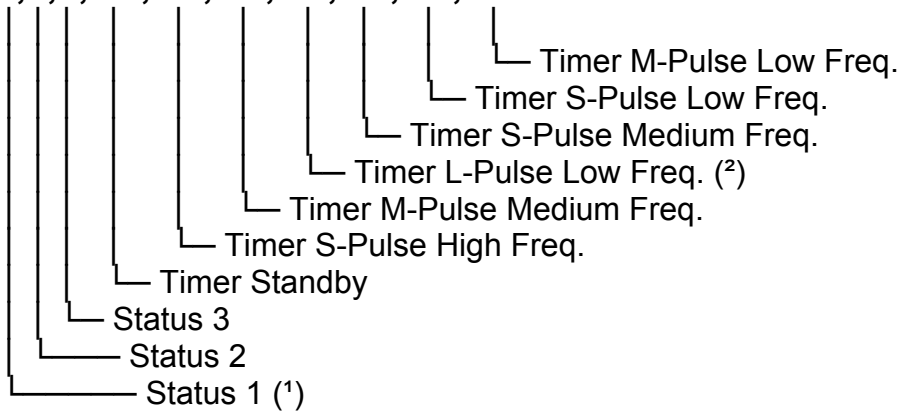 Timer M-Pulse Low Freq.
Timer S-Pulse Low Freq.
Timer S-Pulse Medium Freq.
Timer L-Pulse Low Freq. (²)
Timer M-Pulse Medium Freq.
Timer S-Pulse High Freq.
Timer Standby
Status 3
Status 2
Status 1 (¹)